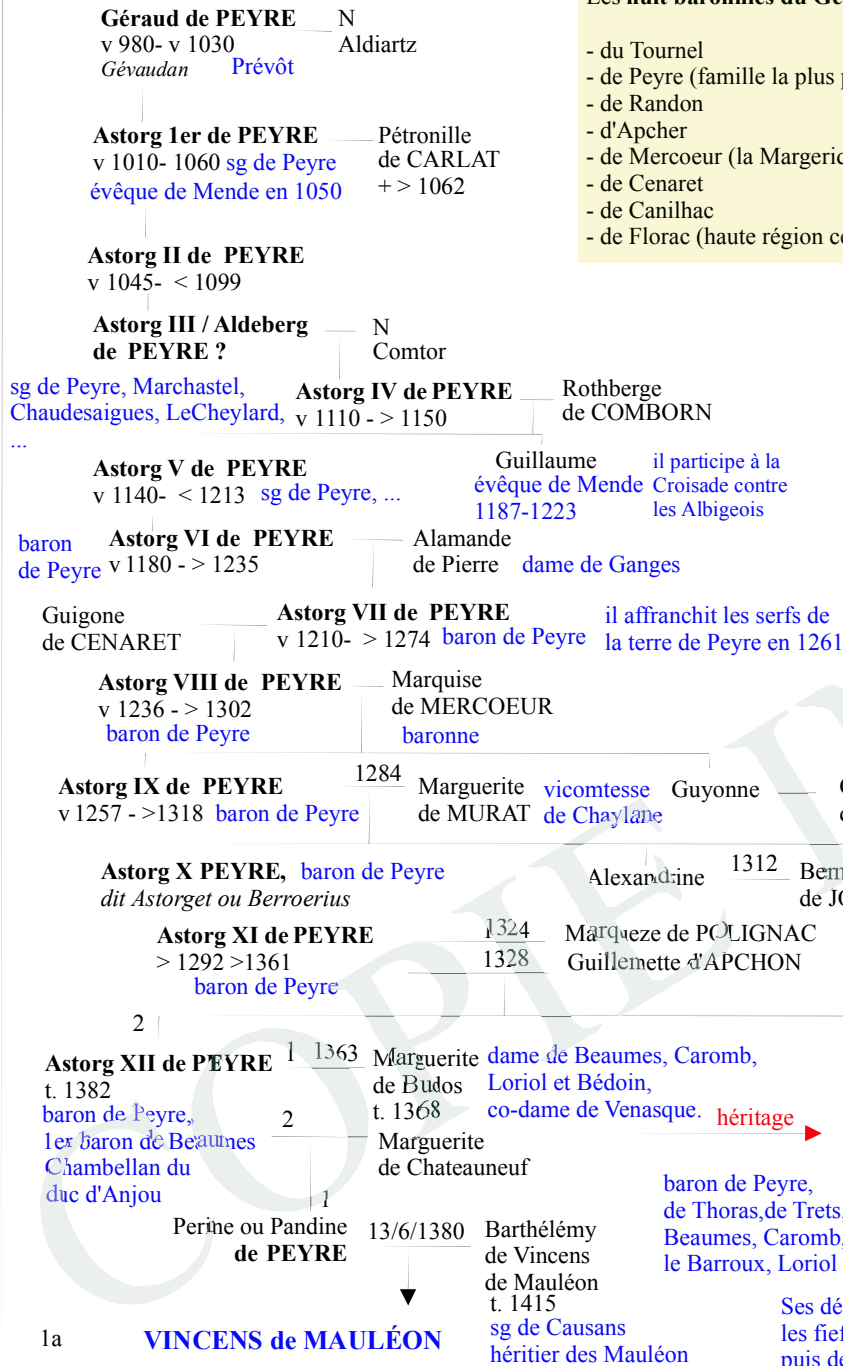 Géraud de PEYRE N
v 980- v 1030 Aldiartz
Gévaudan Prévôt
Les huit baronnies du
- du Tournel
- de Peyre (famille la plus
- de Randon
- d'Apcher
- de Mercoeur (la
- de Cenaret
- de Canilhac
- de Florac (haute région
Astorg 1er de PEYRE Pétronille
v 1010- 1060 sg de Peyre de CARLAT
évêque de Mende en 1050 + > 1062
Astorg II de PEYRE
v 1045- < 1099
Astorg III / Aldeberg N
de PEYRE ? Comtor
sg de Peyre, Marchastel, Astorg IV de PEYRE Rothberge
Chaudesaigues, LeCheylard, v 1110 - > 1150 de COMBORN
...
Astorg V de PEYRE Guillaume il participe à la
v 1140- < 1213 sg de Peyre, ... évêque de Mende Croisade contre
1187-1223 les Albigeois
baron Astorg VI de PEYRE Alamande
de Peyre v 1180 - > 1235 de Pierre dame de Ganges
Guigone Astorg VII de PEYRE il affranchit les serfs de
de CENARET v 1210- > 1274 baron de Peyre la terre de Peyre en 1261
Astorg VIII de PEYRE Marquise
v 1236 - > 1302 de MERCOEUR
baron de Peyre baronne
Astorg IX de PEYRE 1284 Marguerite vicomtesse Guyonne
v 1257 - >1318 baron de Peyre de MURAT de Chaylane
Astorg X PEYRE, baron de Peyre Alexandrine 1312
dit Astorget ou Berroerius de
Astorg XI de PEYRE 1324 Marqueze de POLIGNAC
> 1292 >1361 1328 Guillemette d'APCHON
baron de Peyre
2
Astorg XII de PEYRE 1 1363 Marguerite dame de Beaumes, Caromb,
t. 1382 de Budos Loriol et Bédoin,
baron de Peyre, t. 1368 co-dame de Venasque. héritage
1er baron de Beaumes 2 Marguerite
Chambellan du de Chateauneuf
duc d'Anjou
1
Perine ou Pandine 13/6/1380 Barthélémy
de PEYRE de Vincens
de Mauléon
t. 1415
sg de Causans
héritier des Mauléon
baron de Peyre,
de Thoras,de Trets,
Beaumes, Caromb,
le Barroux, Loriol
Ses
les
puis
1a VINCENS de MAULÉON
COPIE